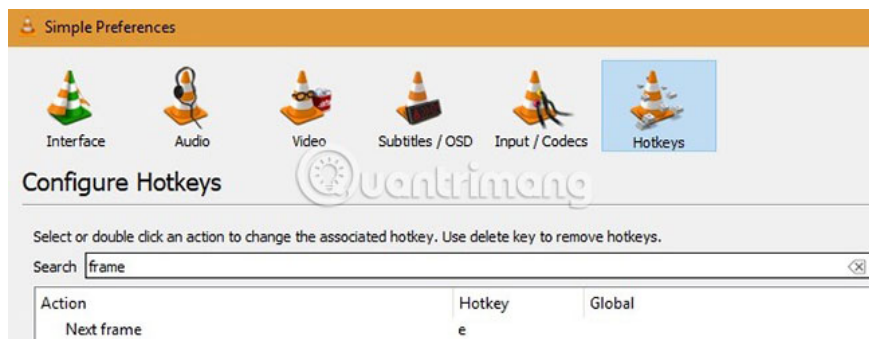 Simple Preferences
Interface Audio Video Subtitles / OSD Input / Codecs Hotkeys
Configure Hotkeys
Quantrimang
Select or double click an action to change the associated hotkey. Use delete key to remove hotkeys.
Search frame
Action Hotkey Global
Next frame e